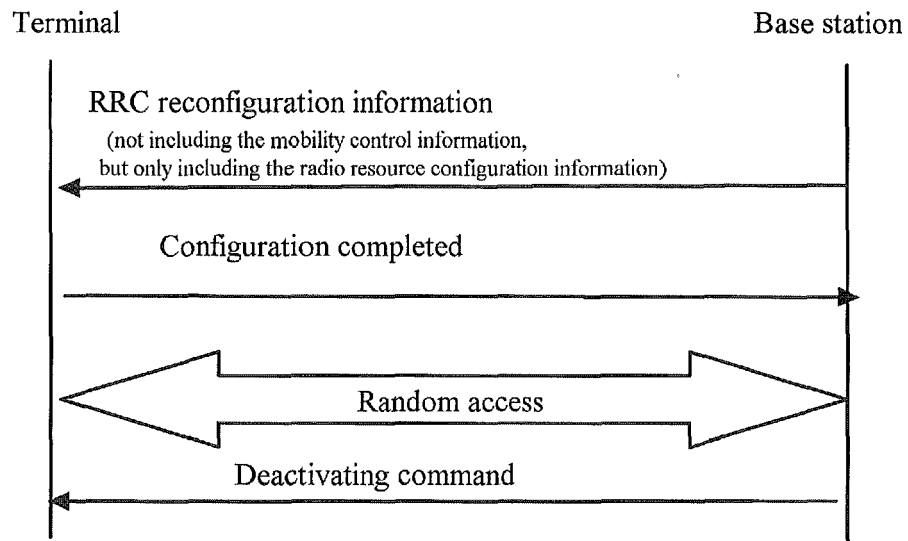 Terminal
Base station
RRC reconfiguration information
(not including the mobility control information,
but only including the radio resource configuration information)
Configuration completed
Random access
Deactivating command